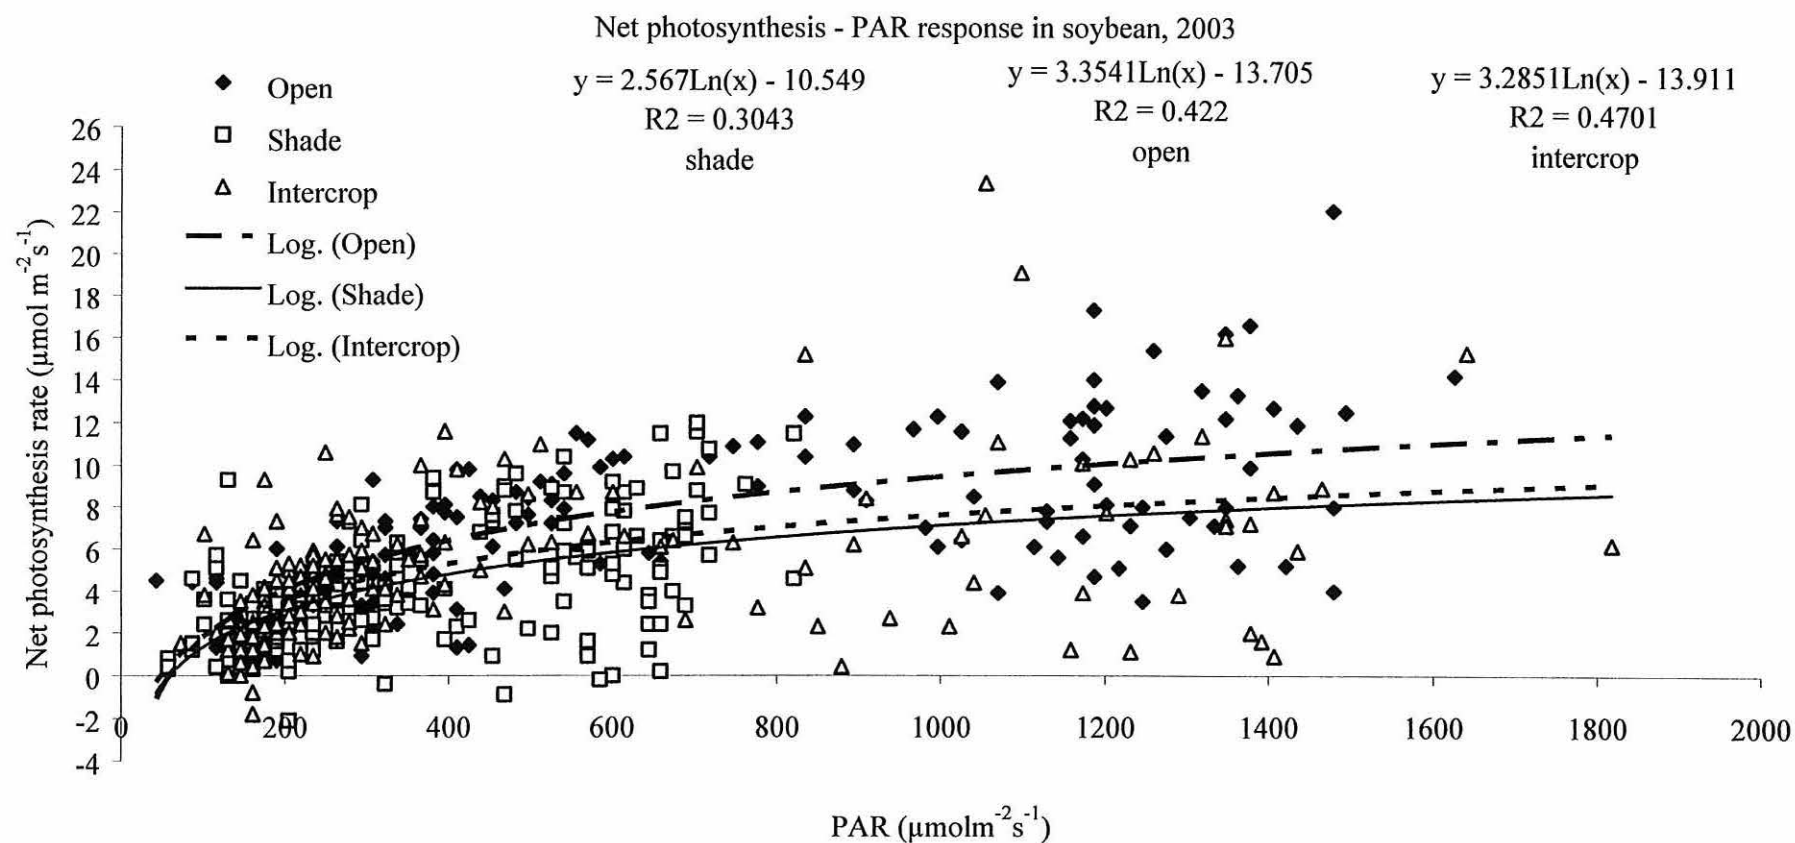 Net photosynthesis - PAR response in soybean, 2003
y = 2.567Ln(x) - 10.549
R2 = 0.3043
shade
y = 3.3541Ln(x) - 13.705
R2 = 0.422
open
y = 3.2851Ln(x) - 13.911
R2 = 0.4701
intercrop
Open
Shade
Intercrop
Log. (Open)
Log. (Shade)
Log. (Intercrop)
Net photosynthesis rate (µmol m⁻²s⁻¹)
26
24
22
20
18
16
14
12
10
8
6
4
2
0
-2
-4
0 200 400 600 800 1000 1200 1400 1600 1800 2000
PAR (µmolm⁻²s⁻¹)